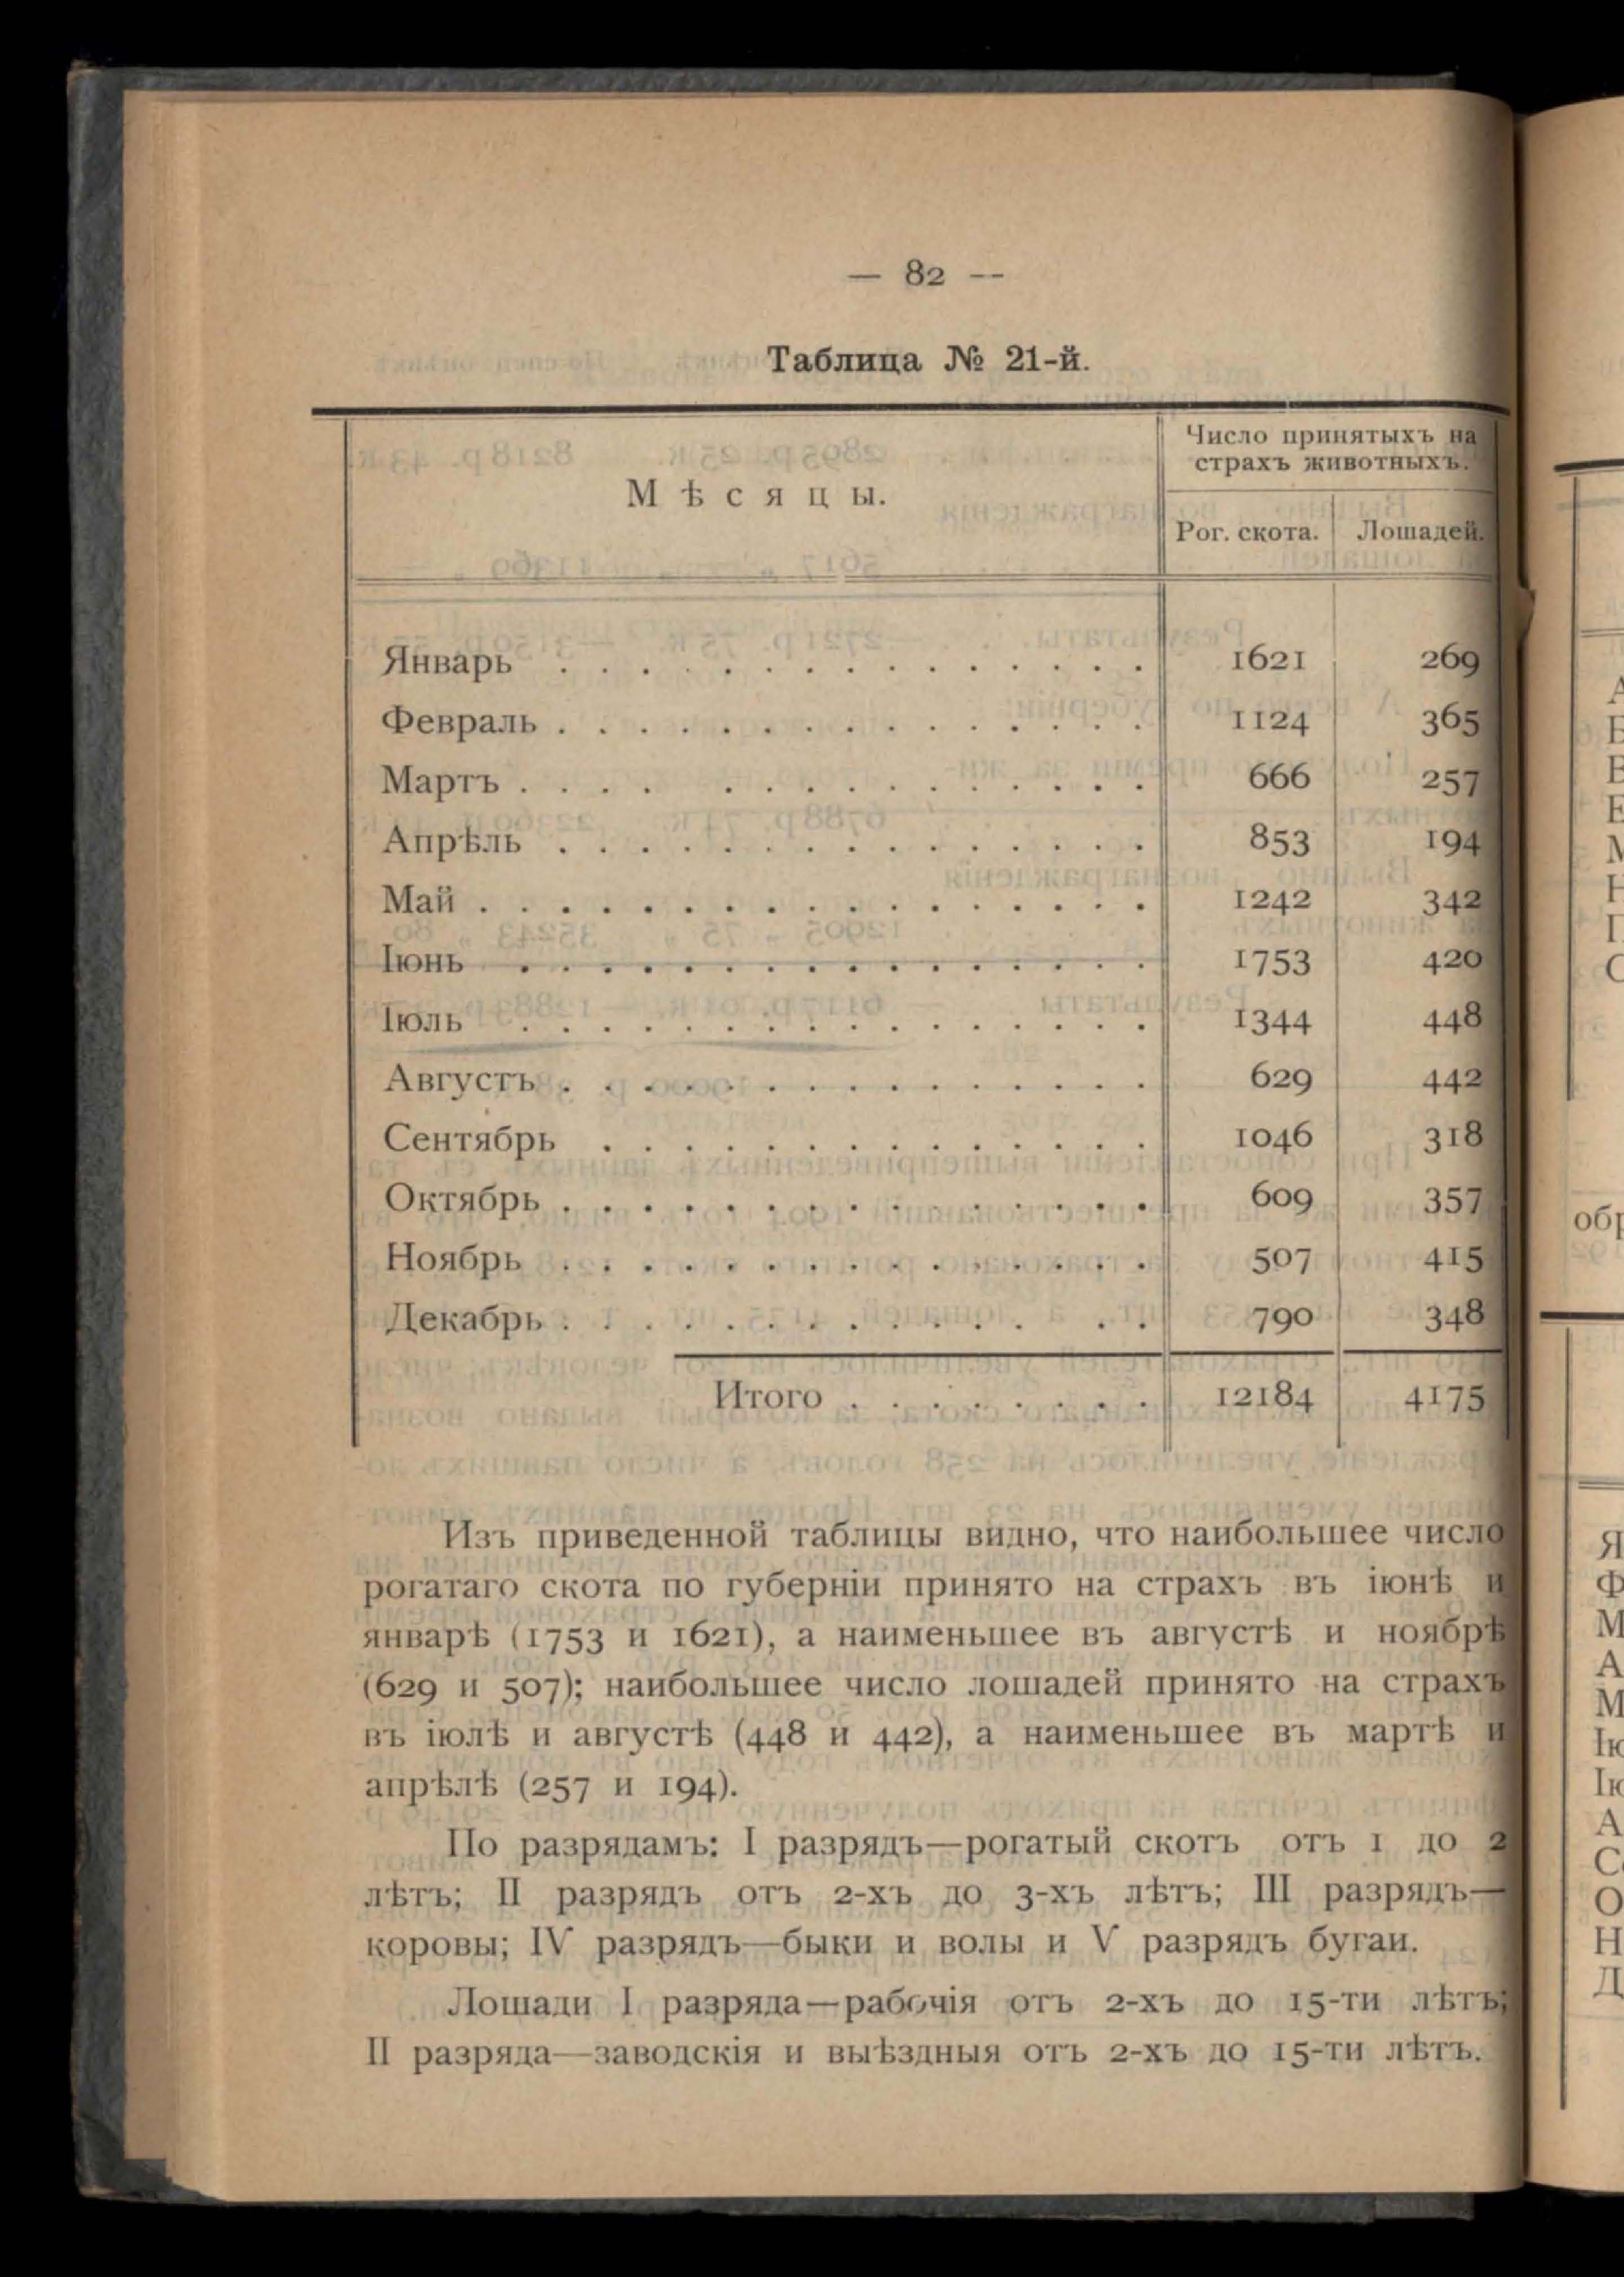 — 82 —
Таблица № 21-й.
Мѣсяцы.
Число принятыхъ на
страхъ животныхъ.
Рог. скота. Лошадей.
Январь . . . . . . . . . . . . . . . 1621 269
Февраль . . . . . . . . . . . . . . . 1124 365
Мартъ . . . . . . . . . . . . . . . 666 257
Апрѣль . . . . . . . . . . . . . . . 853 194
Май . . . . . . . . . . . . . . . . . 1242 342
Іюнь . . . . . . . . . . . . . . . . 1753 420
Іюль . . . . . . . . . . . . . . . . 1344 448
Августъ . . . . . . . . . . . . . . . 629 442
Сентябрь . . . . . . . . . . . . . . 1046 318
Октябрь . . . . . . . . . . . . . . . 609 357
Ноябрь . . . . . . . . . . . . . . . 507 415
Декабрь . . . . . . . . . . . . . . 790 348
Итого . . . . . . . . 12184 4175
Изъ приведенной таблицы видно, что наибольшее число
рогатаго скота по губерніи принято на страхъ въ іюнѣ и
январѣ (1753 и 1621), а наименьшее въ августѣ и ноябрѣ
(629 и 507); наибольшее число лошадей принято на страхъ
въ іюлѣ и августѣ (448 и 442), а наименьшее въ мартѣ и
апрѣлѣ (257 и 194).
По разрядамъ: I разрядъ—рогатый скотъ отъ 1 до 2
лѣтъ; II разрядъ отъ 2-хъ до 3-хъ лѣтъ; III разрядъ—
коровы; IV разрядъ—быки и волы и V разрядъ бугаи.
Лошади I разряда—рабочія отъ 2-хъ до 15-ти лѣтъ;
II разряда—заводскія и выѣздныя отъ 2-хъ до 15-ти лѣтъ.